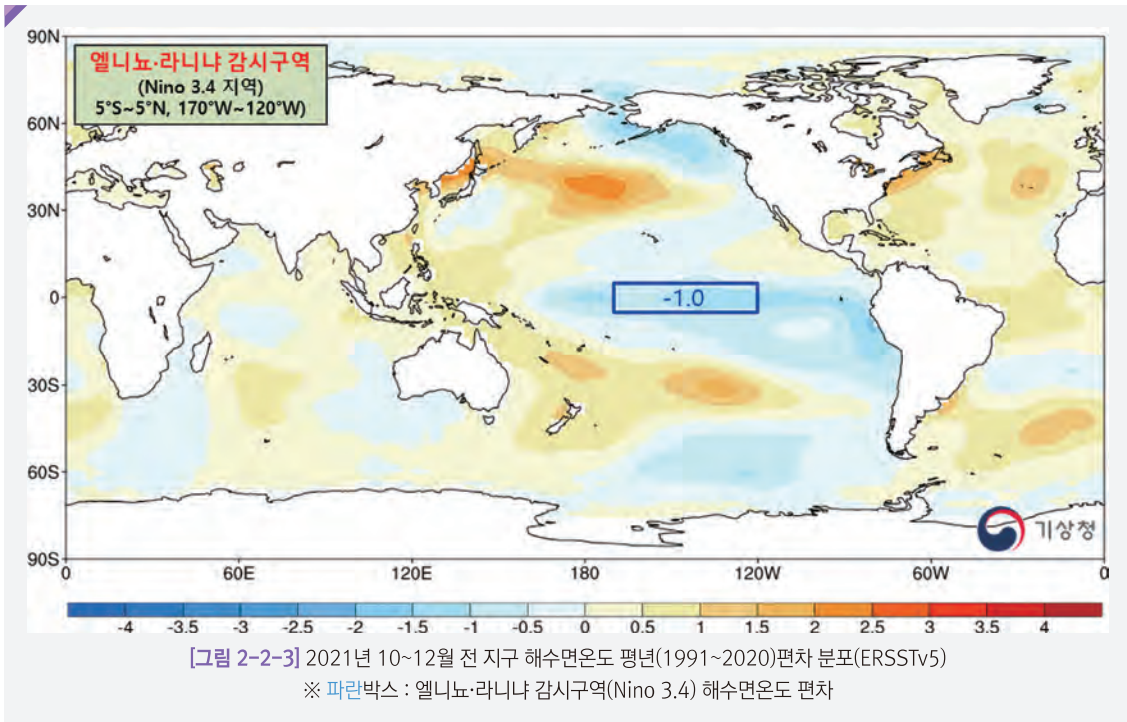 90N
엘니뇨·라니냐 감시구역
(Nino 3.4 지역)
5°S~5°N, 170°W~120°W)
60N
30N
0
-1.0
30S
60S
기상청
90S
0 60E 120E 180 120W 60W 0
-4 -3.5 -3 -2.5 -2 -1.5 -1 -0.5 0 0.5 1 1.5 2 2.5 3 3.5 4
[그림 2-2-3] 2021년 10~12월 전 지구 해수면온도 평년(1991~2020)편차 분포(ERSSTv5)
※ 파란박스 : 엘니뇨·라니냐 감시구역(Nino 3.4) 해수면온도 편차